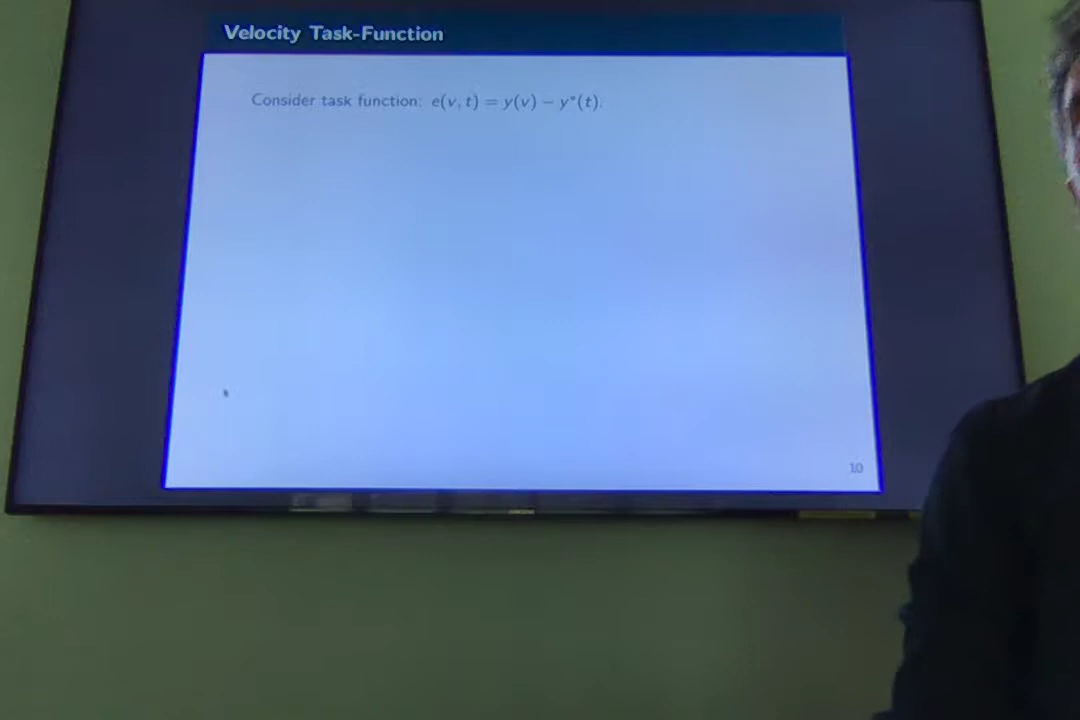 Velocity Task-Function
Consider task function: e(v, t) = y(v) − y*(t).
10